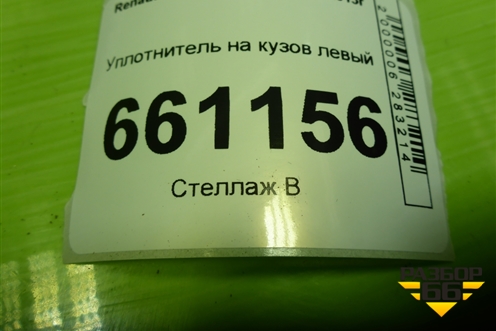 Уплотнитель на кузов левый
661156
Стеллаж В
2000006283214
РАЗБОР
66